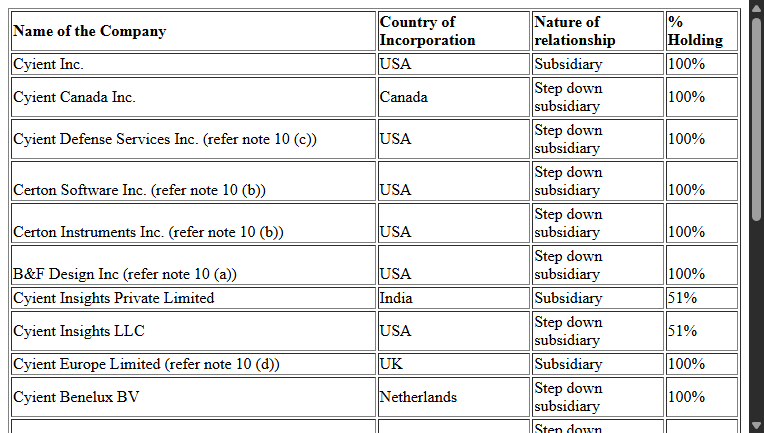 Name of the Company Country of Incorporation Nature of relationship % Holding
Cyient Inc. USA Subsidiary 100%
Cyient Canada Inc. Canada Step down subsidiary 100%
Cyient Defense Services Inc. (refer note 10 (c)) USA Step down subsidiary 100%
Certon Software Inc. (refer note 10 (b)) USA Step down subsidiary 100%
Certon Instruments Inc. (refer note 10 (b)) USA Step down subsidiary 100%
B&F Design Inc (refer note 10 (a)) USA Step down subsidiary 100%
Cyient Insights Private Limited India Subsidiary 51%
Cyient Insights LLC USA Step down subsidiary 51%
Cyient Europe Limited (refer note 10 (d)) UK Subsidiary 100%
Cyient Benelux BV Netherlands Step down subsidiary 100%
Step down